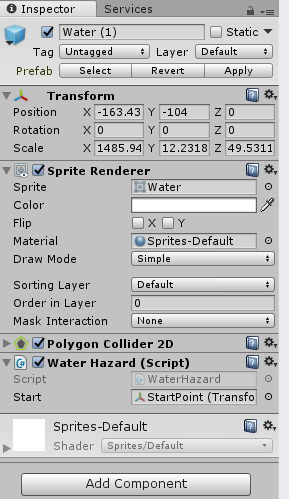 Inspector Services
Water (1) Static
Tag Untagged Layer Default
Prefab Select Revert Apply
Transform
Position X -163.43 Y -104 Z 0
Rotation X 0 Y 0 Z 0
Scale X 1485.94 Y 12.2318 Z 49.5311
Sprite Renderer
Sprite Water
Color
Flip X Y
Material Sprites-Default
Draw Mode Simple
Sorting Layer Default
Order in Layer 0
Mask Interaction None
Polygon Collider 2D
Water Hazard (Script)
Script WaterHazard
Start StartPoint (Transfo
Sprites-Default
Shader Sprites/Default
Add Component